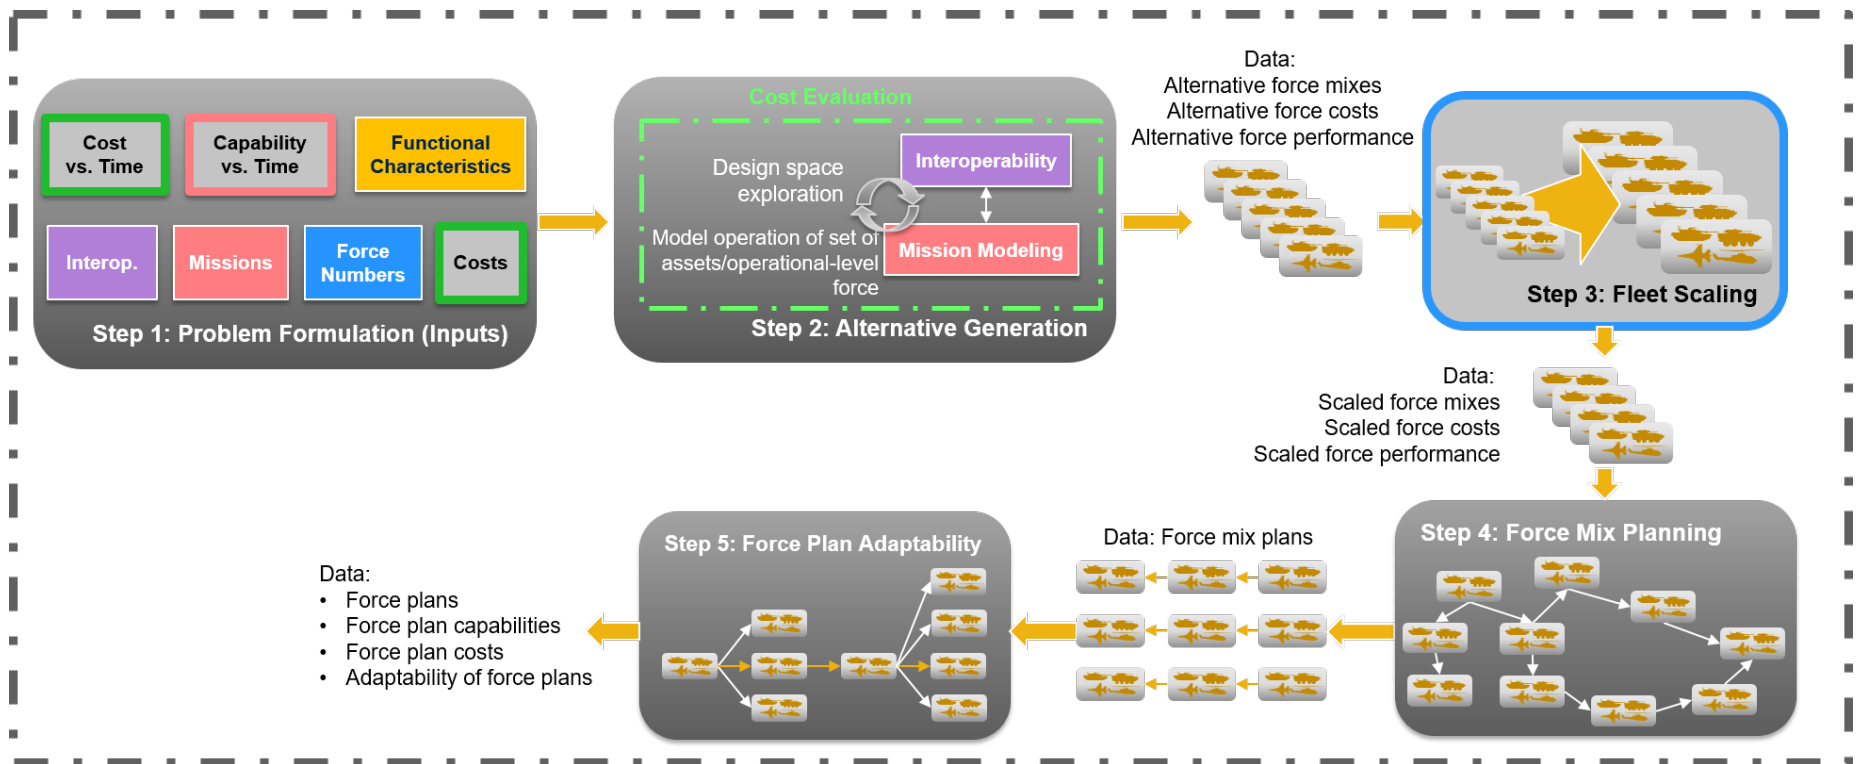 Cost
vs. Time
Capability
vs. Time
Functional
Characteristics
Interop.
Missions
Force
Numbers
Costs
Step 1: Problem Formulation (Inputs)
Cost Evaluation
Design space
exploration
Interoperability
Model operation of set of
assets/operational-level
force
Mission Modeling
Step 2: Alternative Generation
Data:
Alternative force mixes
Alternative force costs
Alternative force performance
Step 3: Fleet Scaling
Data:
Scaled force mixes
Scaled force costs
Scaled force performance
Step 4: Force Mix Planning
Data: Force mix plans
Step 5: Force Plan Adaptability
Data:
• Force plans
• Force plan capabilities
• Force plan costs
• Adaptability of force plans